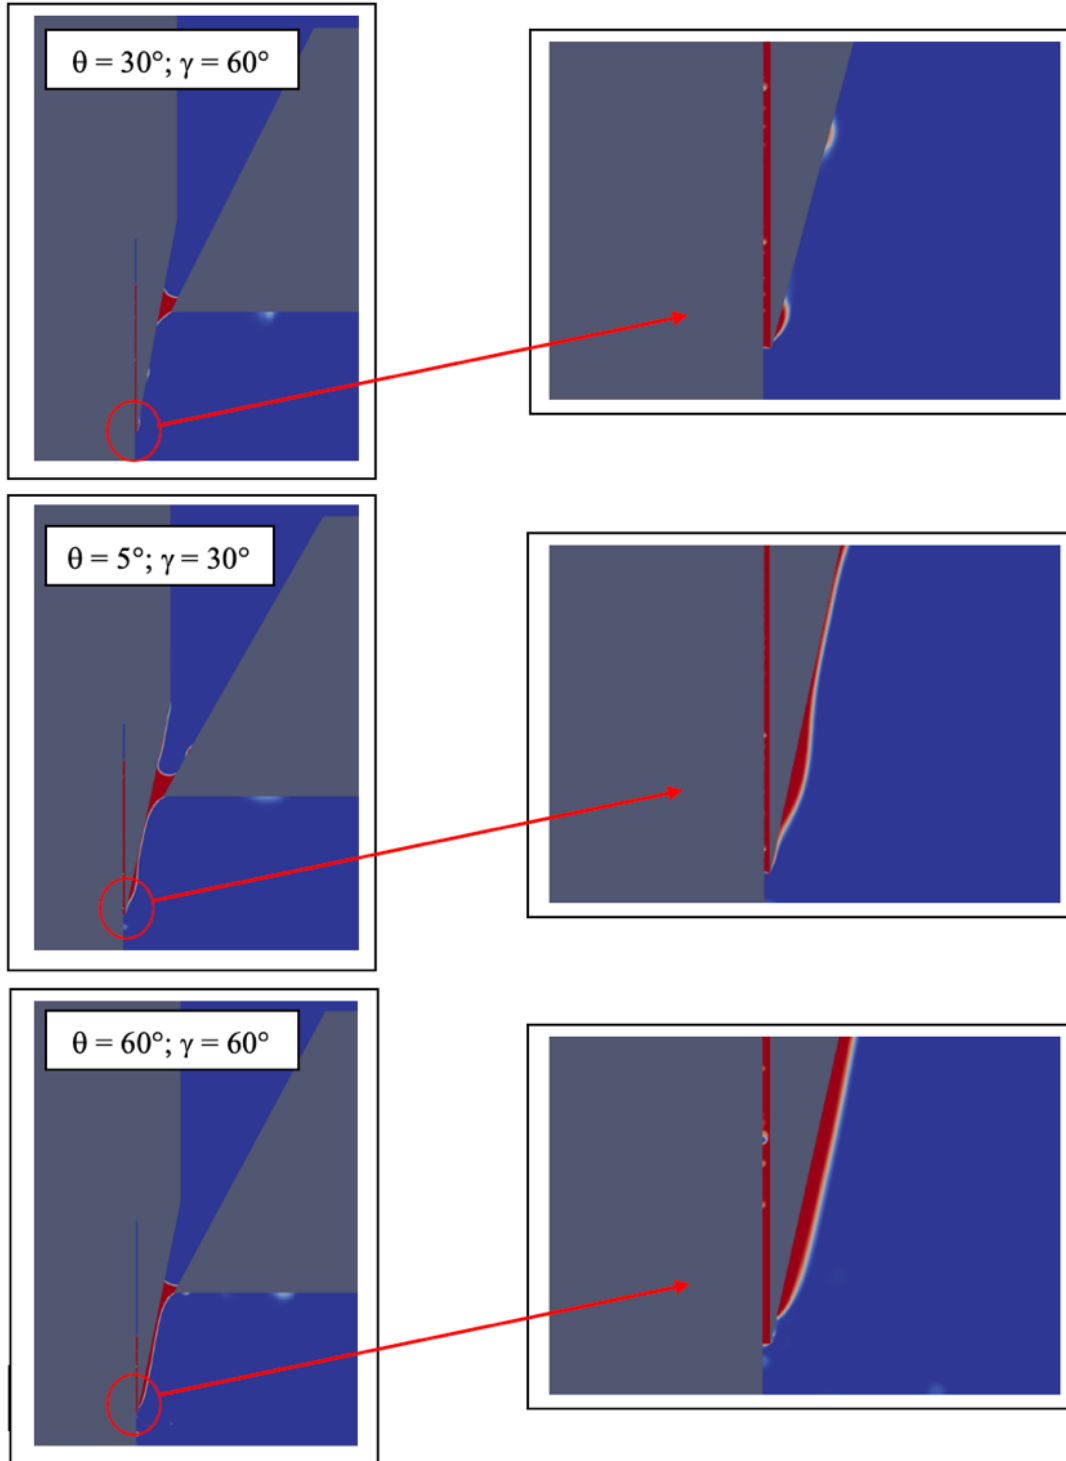 θ = 30°; γ = 60°
θ = 5°; γ = 30°
θ = 60°; γ = 60°